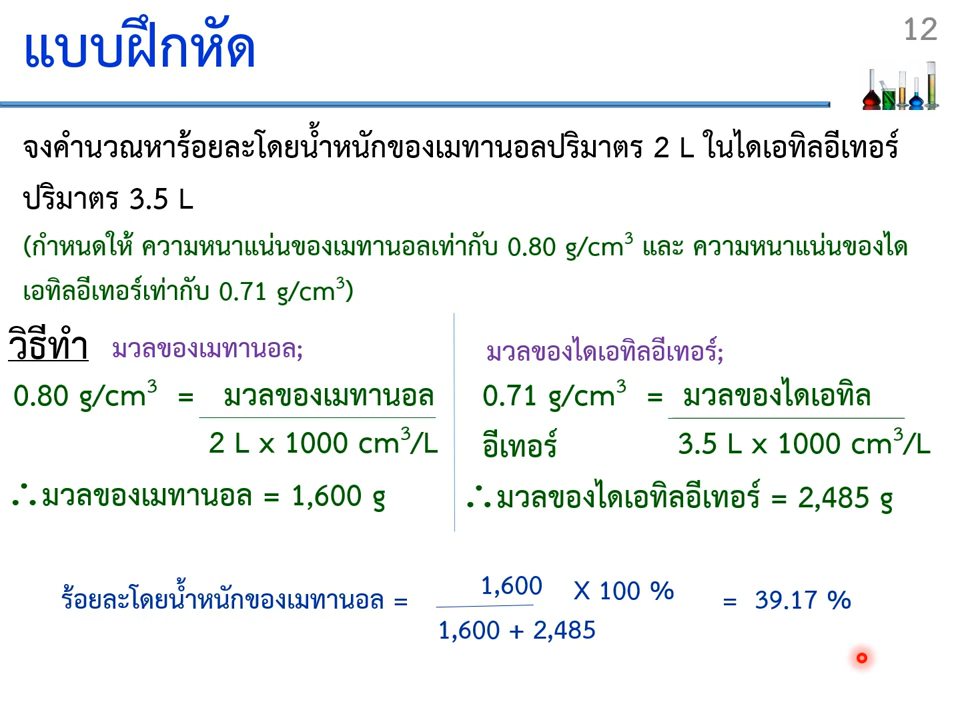 12
แบบฝึกหัด
จงคำนวณหาร้อยละโดยน้ำหนักของเมทานอลปริมาตร 2 L ในไดเอทิลอีเทอร์
ปริมาตร 3.5 L
(กำหนดให้ ความหนาแน่นของเมทานอลเท่ากับ 0.80 g/cm³ และ ความหนาแน่นของได
เอทิลอีเทอร์เท่ากับ 0.71 g/cm³)
วิธีทำ มวลของเมทานอล;
0.80 g/cm³ = มวลของเมทานอล
2 L x 1000 cm³/L
∴มวลของเมทานอล = 1,600 g
มวลของไดเอทิลอีเทอร์;
0.71 g/cm³ = มวลของไดเอทิล
อีเทอร์ 3.5 L x 1000 cm³/L
∴มวลของไดเอทิลอีเทอร์ = 2,485 g
ร้อยละโดยน้ำหนักของเมทานอล = 1,600 X 100 % = 39.17 %
1,600 + 2,485